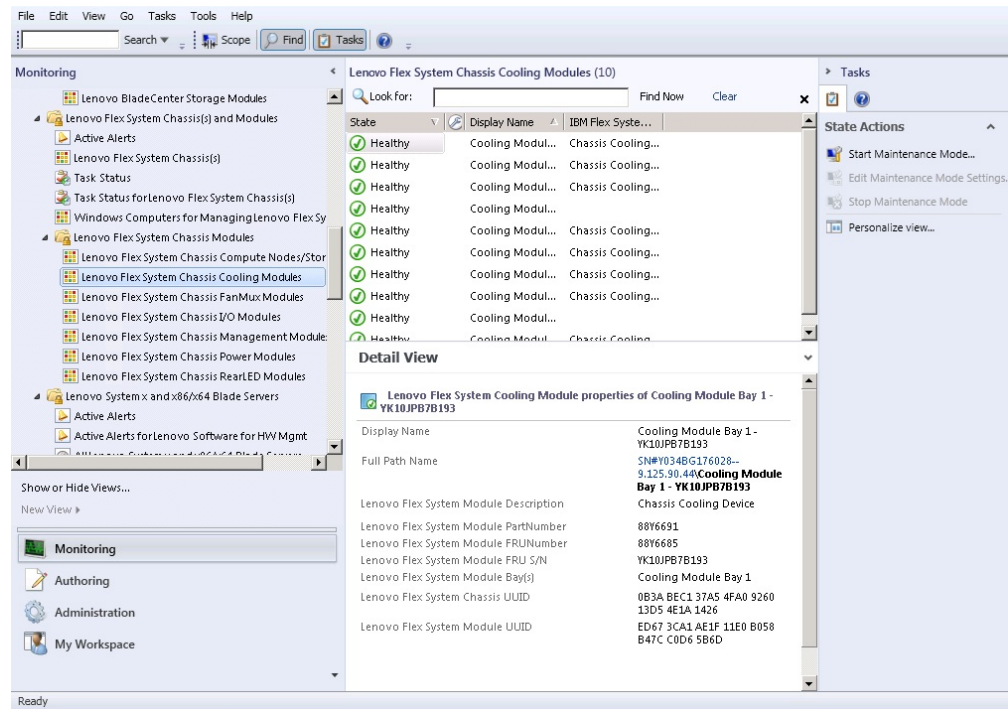 File Edit View Go Tasks Tools Help
Search Scope Find Tasks
Monitoring
Lenovo BladeCenter Storage Modules
Lenovo Flex System Chassis(s) and Modules
Active Alerts
Lenovo Flex System Chassis(s)
Task Status
Task Status forLenovo Flex System Chassis(s)
Windows Computers for ManagingLenovo Flex Sy
Lenovo Flex System Chassis Modules
Lenovo Flex System Chassis Compute Nodes/Stor
Lenovo Flex System Chassis Cooling Modules
Lenovo Flex System Chassis FanMux Modules
Lenovo Flex System Chassis I/O Modules
Lenovo Flex System Chassis Management Module:
Lenovo Flex System Chassis Power Modules
Lenovo Flex System Chassis RearLED Modules
Lenovo System x and x86/x64 Blade Servers
Active Alerts
Active Alerts forLenovo Software for HW Mgmt
Show or Hide Views...
New View
Monitoring
Authoring
Administration
My Workspace
Lenovo Flex System Chassis Cooling Modules (10)
Look for: Find Now Clear
State Display Name IBM Flex Syste...
Healthy Cooling Modul... Chassis Cooling...
Healthy Cooling Modul... Chassis Cooling...
Healthy Cooling Modul... Chassis Cooling...
Healthy Cooling Modul...
Healthy Cooling Modul... Chassis Cooling...
Healthy Cooling Modul... Chassis Cooling...
Healthy Cooling Modul... Chassis Cooling...
Healthy Cooling Modul... Chassis Cooling...
Healthy Cooling Modul...
Healthy Cooling Modul Chassis Cooling
Detail View
Lenovo Flex System Cooling Module properties of Cooling Module Bay 1 -
YK10JPB7B193
Display Name Cooling Module Bay 1 -
YK10JPB7B193
Full Path Name SN#Y034BG176028--
9.125.90.44\Cooling Module
Bay 1 - YK10JPB7B193
Lenovo Flex System Module Description Chassis Cooling Device
Lenovo Flex System Module PartNumber 88Y6691
Lenovo Flex System Module FRUNumber 88Y6685
Lenovo Flex System Module FRU S/N YK10JPB7B193
Lenovo Flex System Module Bay(s) Cooling Module Bay 1
Lenovo Flex System Chassis UUID 0B3A BEC1 37A5 4FA0 9260
13D5 4E1A 1426
Lenovo Flex System Module UUID ED67 3CA1 AE1F 11E0 B058
B47C C0D6 5B6D
Tasks
State Actions
Start Maintenance Mode...
Edit Maintenance Mode Settings.
Stop Maintenance Mode
Personalize view...
Ready